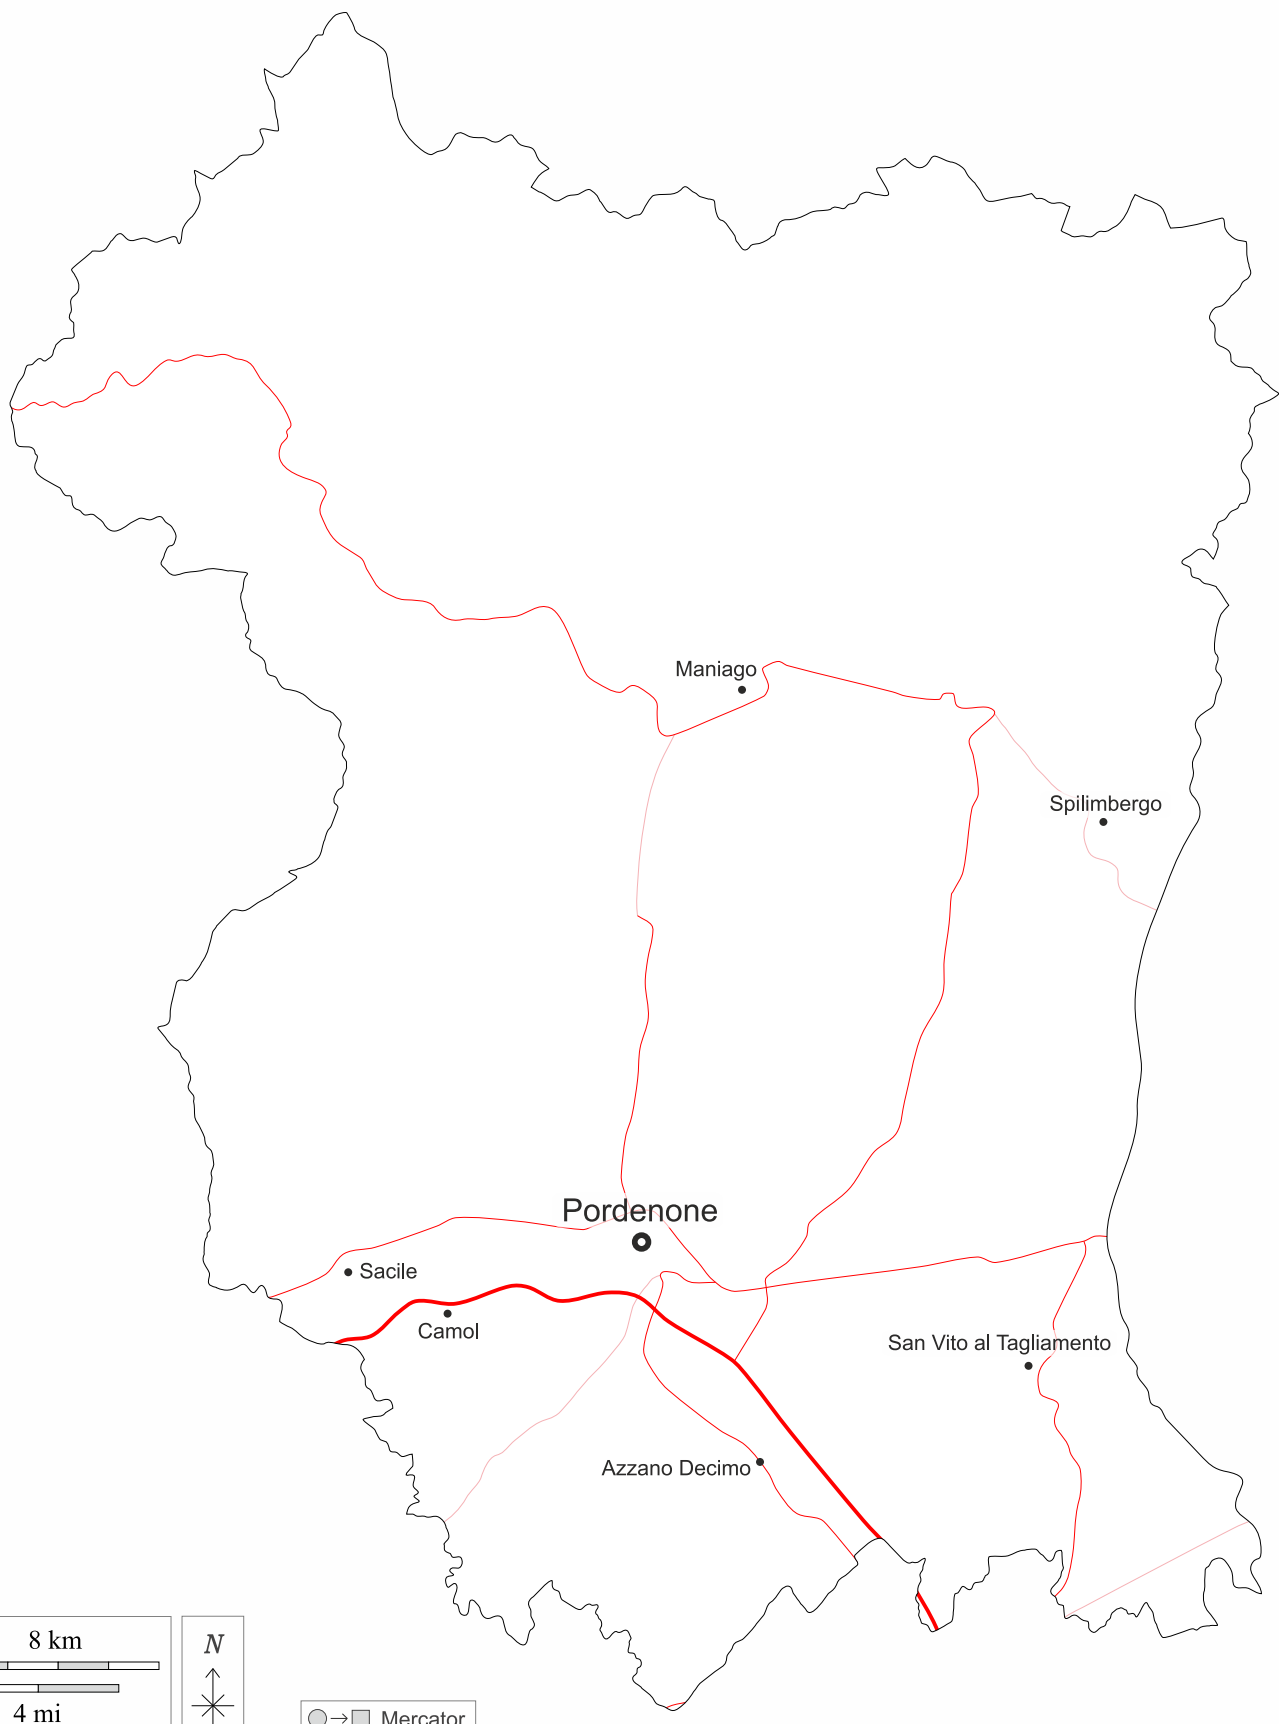 Maniago
Spilimbergo
Pordenone
Sacile
Camol
San Vito al Tagliamento
Azzano Decimo
8 km
4 mi
N
Mercator